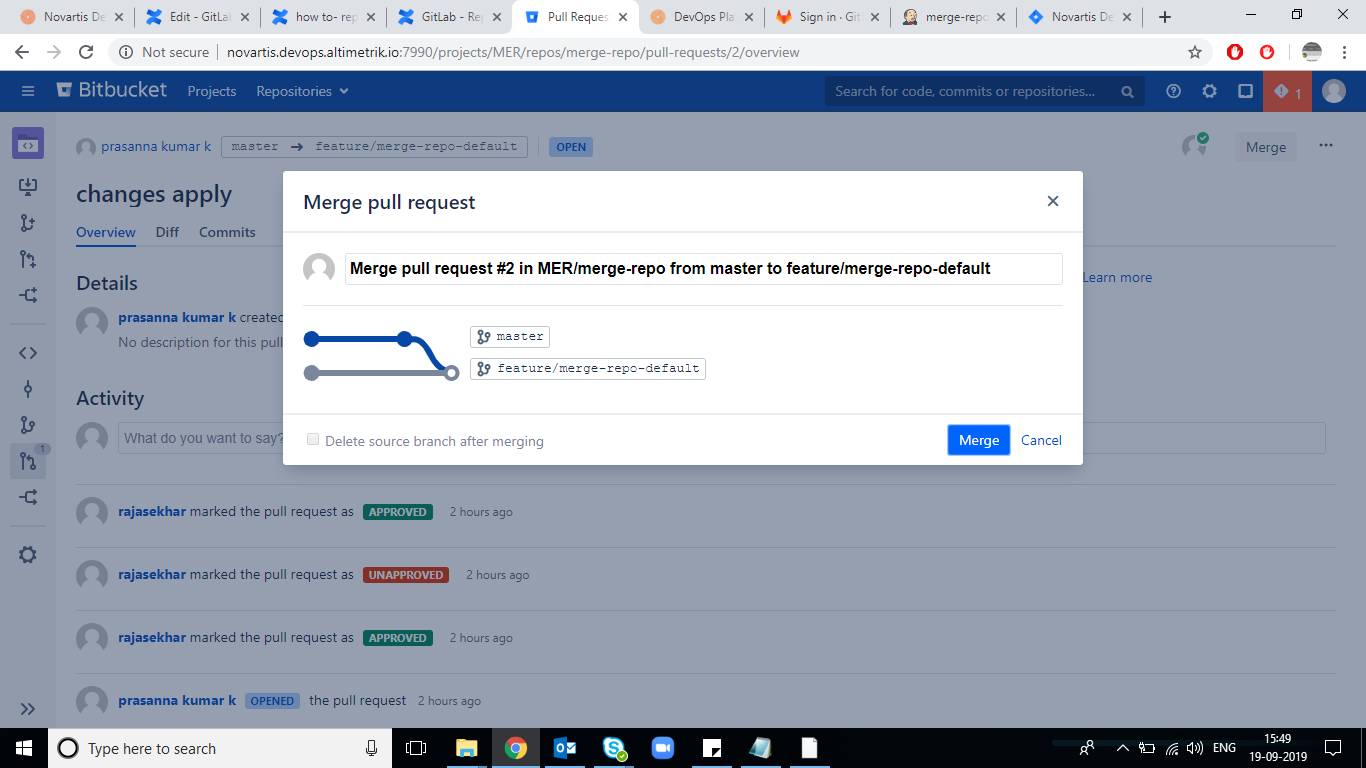 Novartis De
Edit - GitLa
how to- rep
GitLab - Re
Pull Reques
DevOps Pla
Sign in · Git
merge-repo
Novartis De
Not secure
novartis.devops.altimetrik.io:7990/projects/MER/repos/merge-repo/pull-requests/2/overview
Bitbucket Projects Repositories Search for code, commits or repositories... 1
prasanna kumar k master → feature/merge-repo-default OPEN Merge
changes apply
Overview Diff Commits
Details
prasanna kumar k created
Learn more
No description for this pull
Activity
What do you want to say?
Merge pull request
Merge pull request #2 in MER/merge-repo from master to feature/merge-repo-default
master
feature/merge-repo-default
Delete source branch after merging Merge Cancel
1
rajasekhar marked the pull request as APPROVED 2 hours ago
rajasekhar marked the pull request as UNAPPROVED 2 hours ago
rajasekhar marked the pull request as APPROVED 2 hours ago
prasanna kumar k OPENED the pull request 2 hours ago
Type here to search
ENG
15:49
19-09-2019